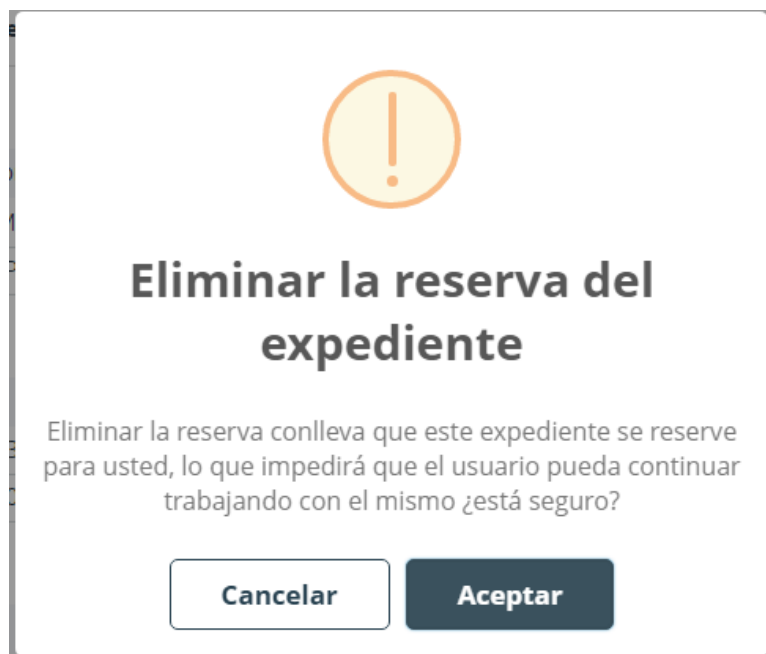 Eliminar la reserva del
expediente
Eliminar la reserva conlleva que este expediente se reserve
para usted, lo que impedirá que el usuario pueda continuar
trabajando con el mismo ¿está seguro?
Cancelar
Aceptar